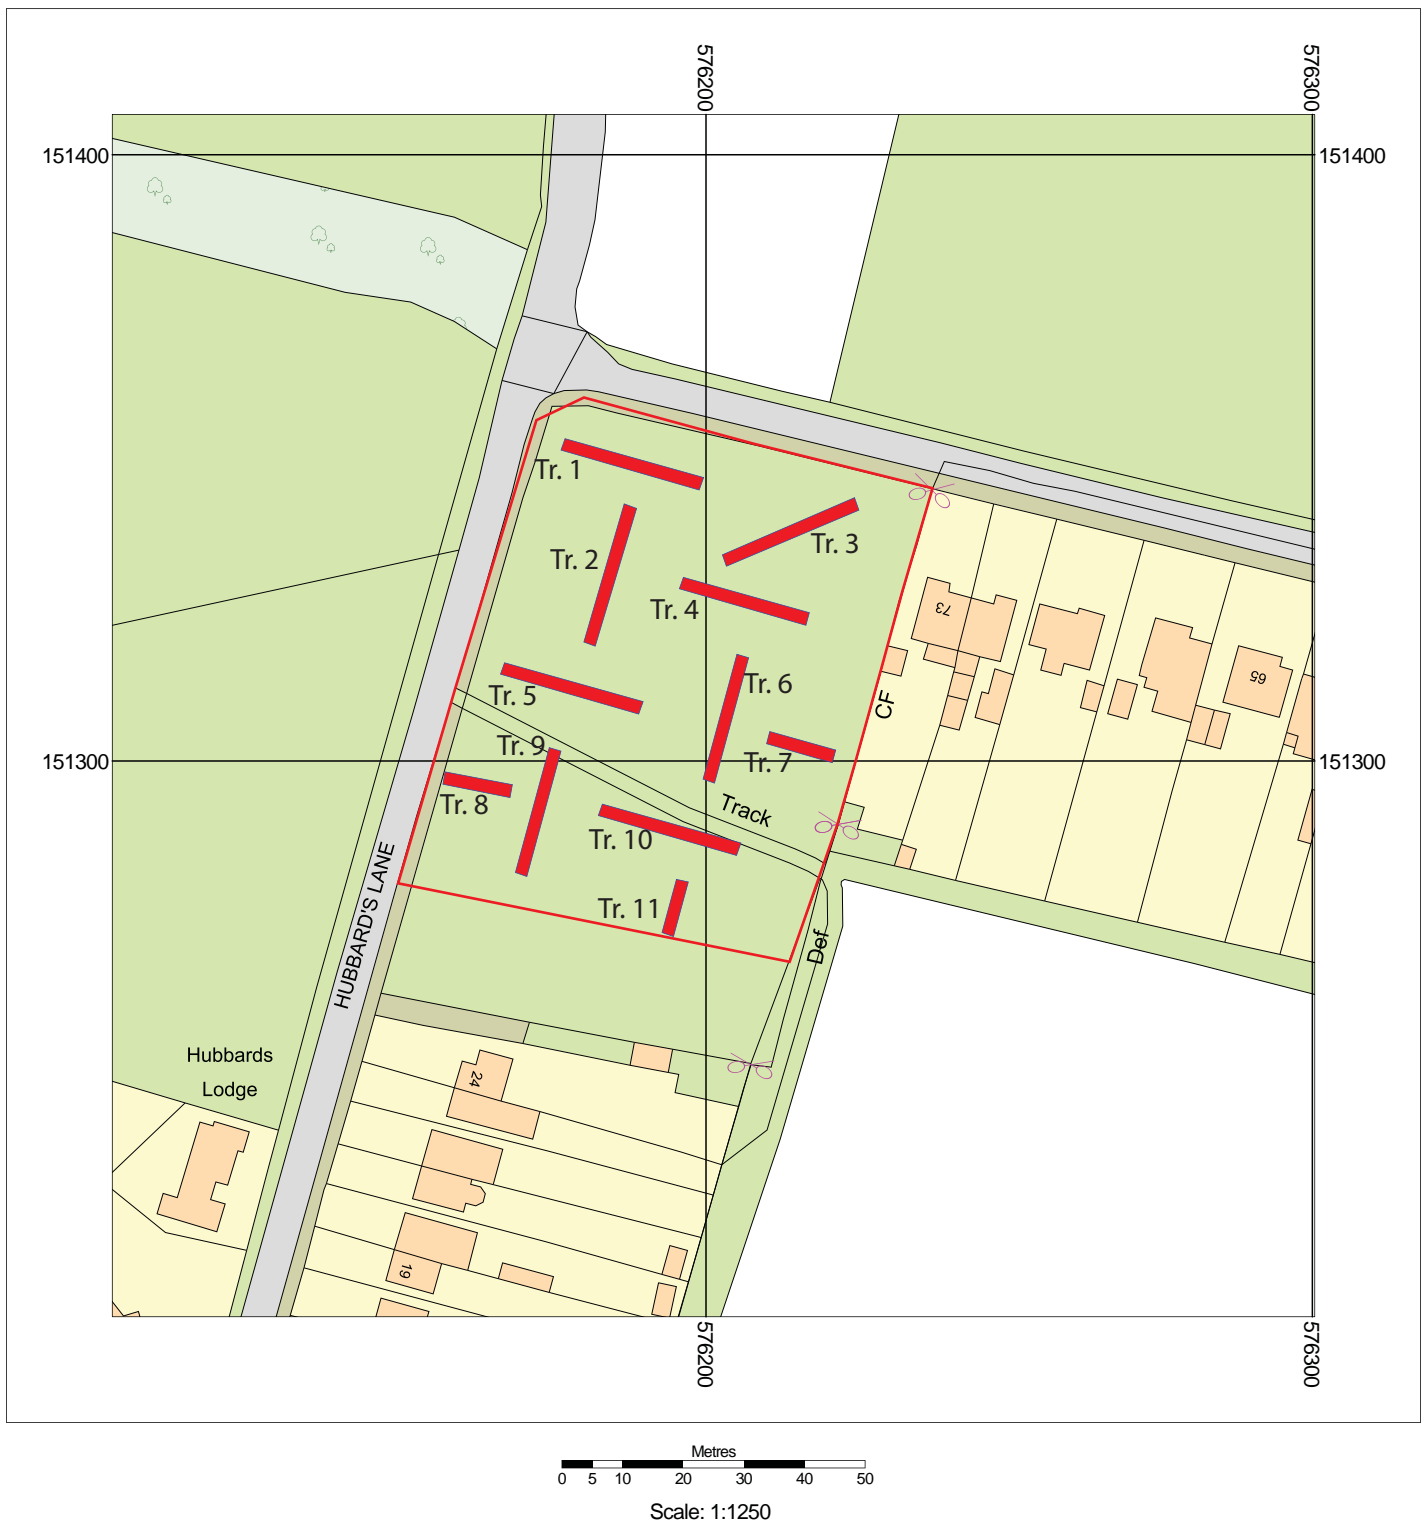 576200
576300
151400
151400
Tr. 1
Tr. 3
Tr. 2
Tr. 4
73
Tr. 6
65
Tr. 5
CF
Tr. 9
151300
Tr. 7
151300
Tr. 8
Track
Tr. 10
Tr. 11
HUBBARD'S LANE
Def
Hubbards
Lodge
24
19
576200
576300
Metres
0 5 10 20 30 40 50
Scale: 1:1250